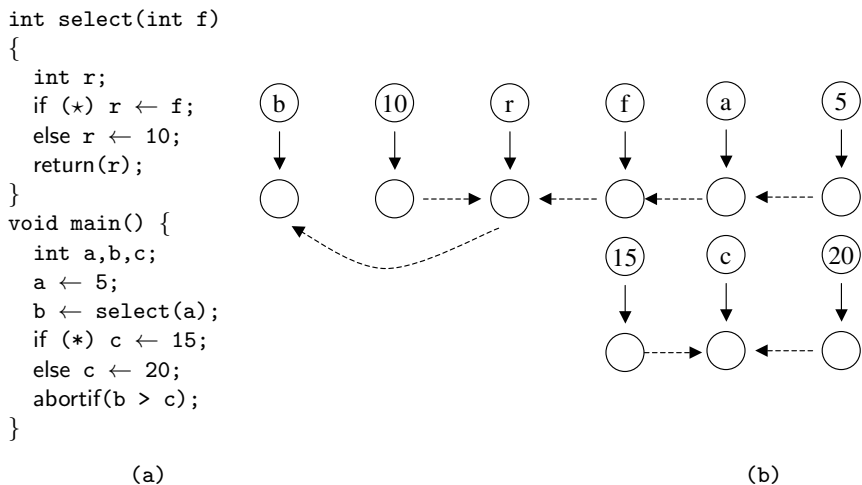 int select(int f)
{
int r;
if (⋆) r ← f;
else r ← 10;
return(r);
}
void main() {
int a,b,c;
a ← 5;
b ← select(a);
if (*) c ← 15;
else c ← 20;
abortif(b > c);
}
(a)
b 10 r f a 5
15 c 20
(b)